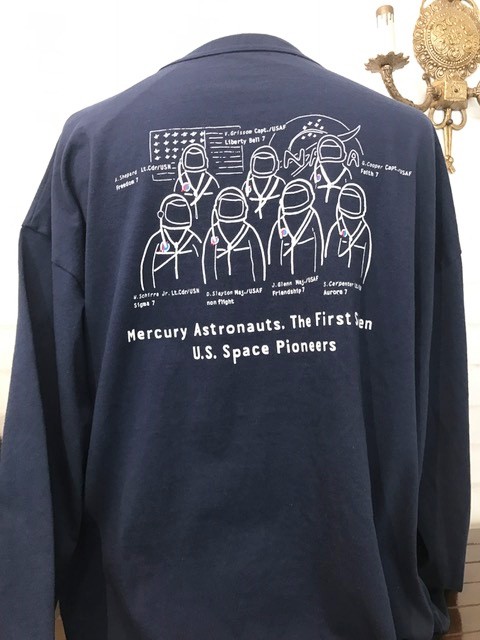 V.Grissom Capt./USAF
Liberty Bell 7
NASA
A.Shepard Lt.Cdr/USN
Freedom 7
G.Cooper Capt./USAF
Faith 7
W.Schirra Jr. Lt.Cdr/USN
Sigma 7
D.Slayton Maj./USAF
non flight
J.Glenn Maj./USAF
Friendship 7
S.Carpenter
Aurora 7
Mercury Astronauts. The First
U.S. Space Pioneers